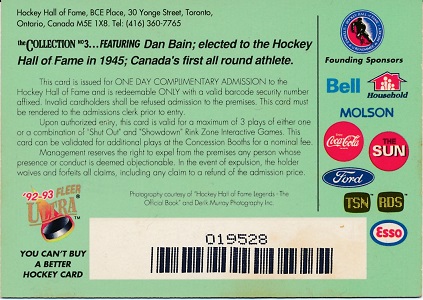 Hockey Hall of Fame, BCE Place, 30 Yonge Street, Toronto,
Ontario, Canada M5E 1X8. Tel: (416) 360-7765
the COLLECTION NO 3...FEATURING Dan Bain; elected to the Hockey
Hall of Fame in 1945; Canada's first all round athlete.
This card is issued for ONE DAY COMPLIMENTARY ADMISSION to the
Hockey Hall of Fame and is redeemable ONLY with a valid barcode security number
affixed. Invalid cardholders shall be refused admission to the premises. This card must
be rendered to the admissions clerk prior to entry.
Upon authorized eny, this card is valid for a maximum of 3 plays of either one
or a combination of "Shut Out" and "Showdown" Rink Zone Interactive Games. This
card can be validated for additional plays at the Concession Booths for a nominal fee.
Management reserves the right to expel from the premises any person whose
presence or conduct is deemed objectionable. In the event of expulsion, the holder
waives and forfeits all claims, including any claim to a refund of the admission price.
Photography courtesy of "Hockey Hall of Fame Legends - The
Official Book" and Derik Murray Photography Inc.
'92-93 FLEER
ULTRA
YOU CAN'T BUY
A BETTER
HOCKEY CARD
019528
Founding Sponsors
Bell
Household
MOLSON
Coca-Cola
THE
SUN
Ford
TSN
RDS
Esso